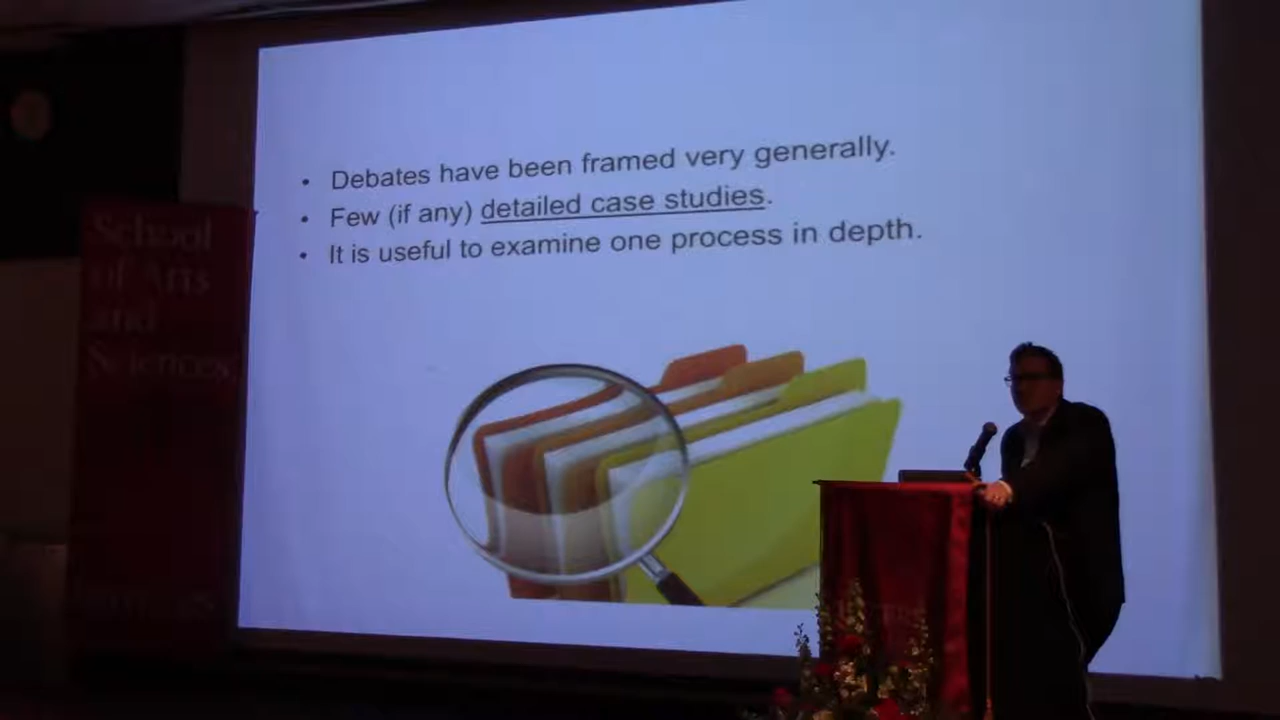 • Debates have been framed very generally.
• Few (if any) detailed case studies.
• It is useful to examine one process in depth.
School
of Arts
and
Sciences
RUTGERS